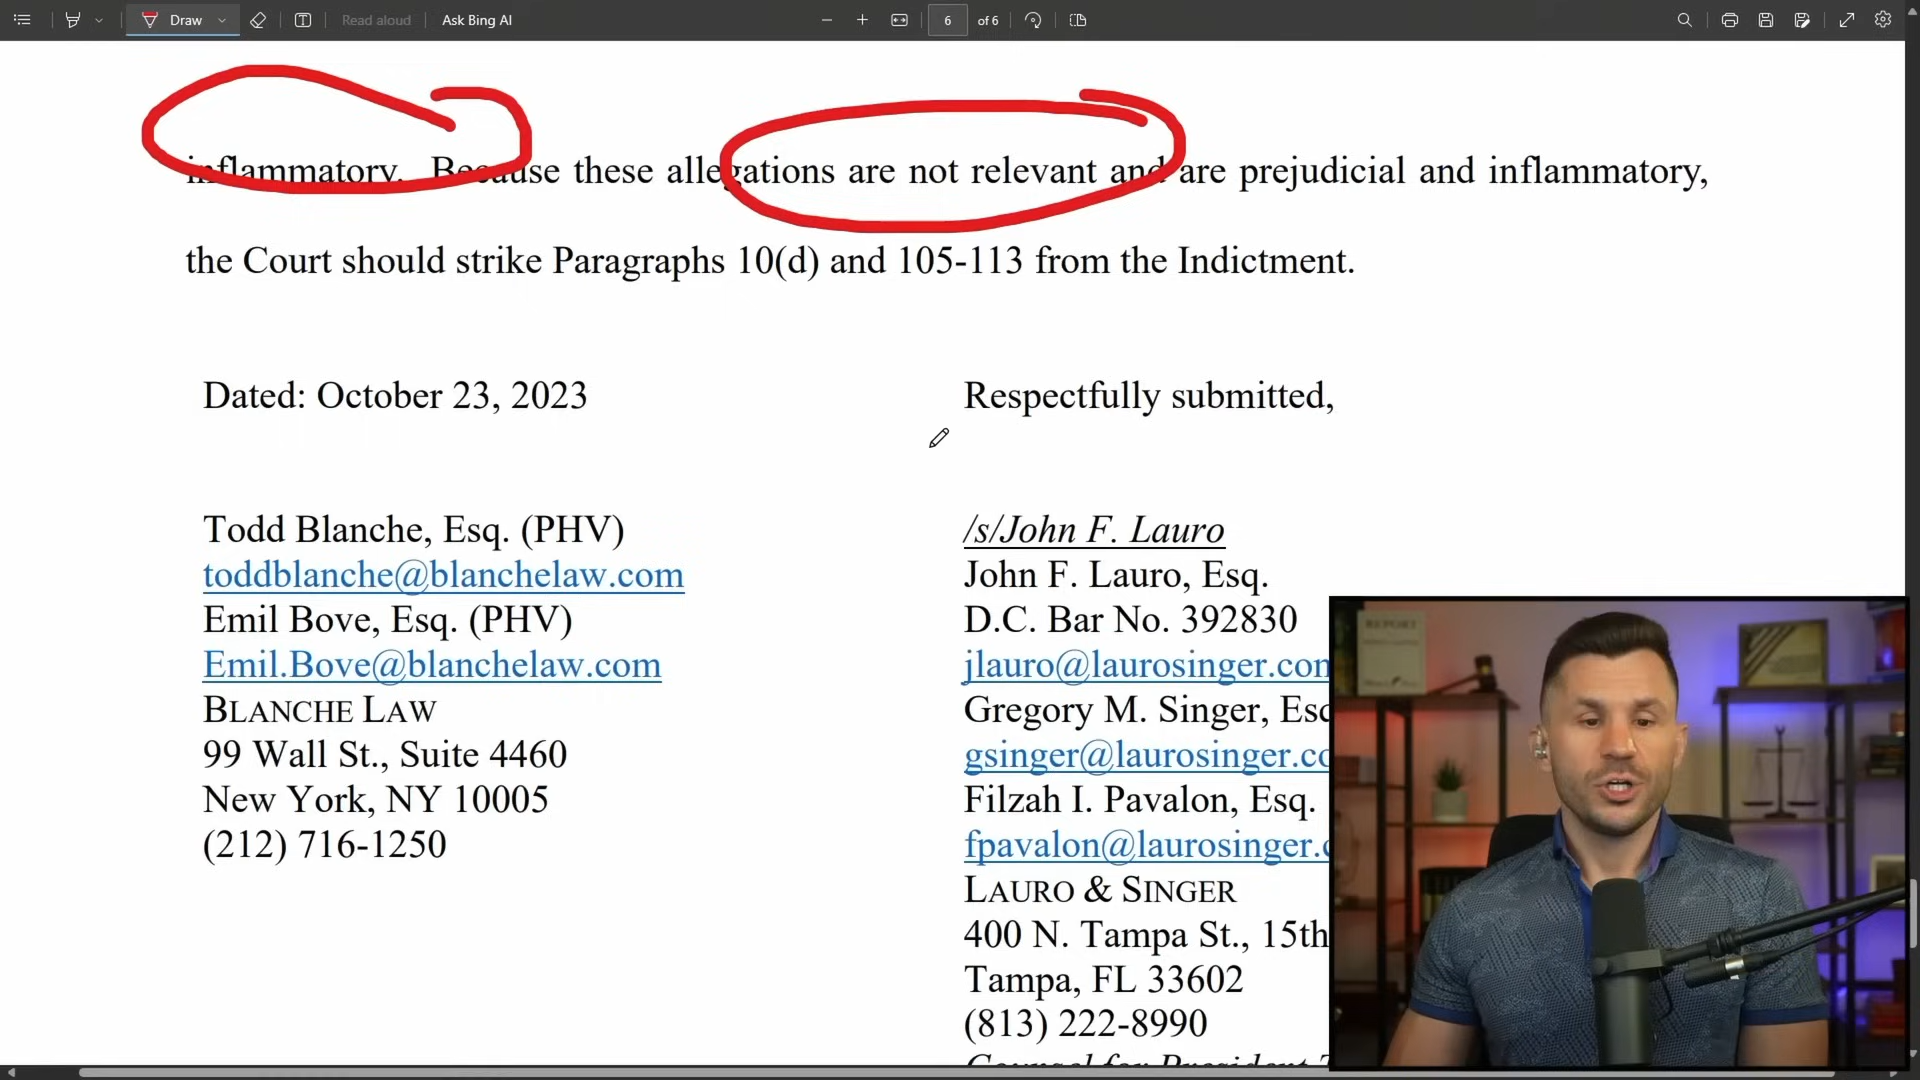 Draw
Read aloud
Ask Bing AI
6 of 6
inflammatory. Because these allegations are not relevant and are prejudicial and inflammatory,
the Court should strike Paragraphs 10(d) and 105-113 from the Indictment.
Dated: October 23, 2023
Respectfully submitted,
Todd Blanche, Esq. (PHV)
toddblanche@blanchelaw.com
Emil Bove, Esq. (PHV)
Emil.Bove@blanchelaw.com
BLANCHE LAW
99 Wall St., Suite 4460
New York, NY 10005
(212) 716-1250
/s/John F. Lauro
John F. Lauro, Esq.
D.C. Bar No. 392830
jlauro@laurosinger.com
Gregory M. Singer, Esq
gsinger@laurosinger.co
Filzah I. Pavalon, Esq.
fpavalon@laurosinger.
LAURO & SINGER
400 N. Tampa St., 15th
Tampa, FL 33602
(813) 222-8990
Counsel for President
REPORT